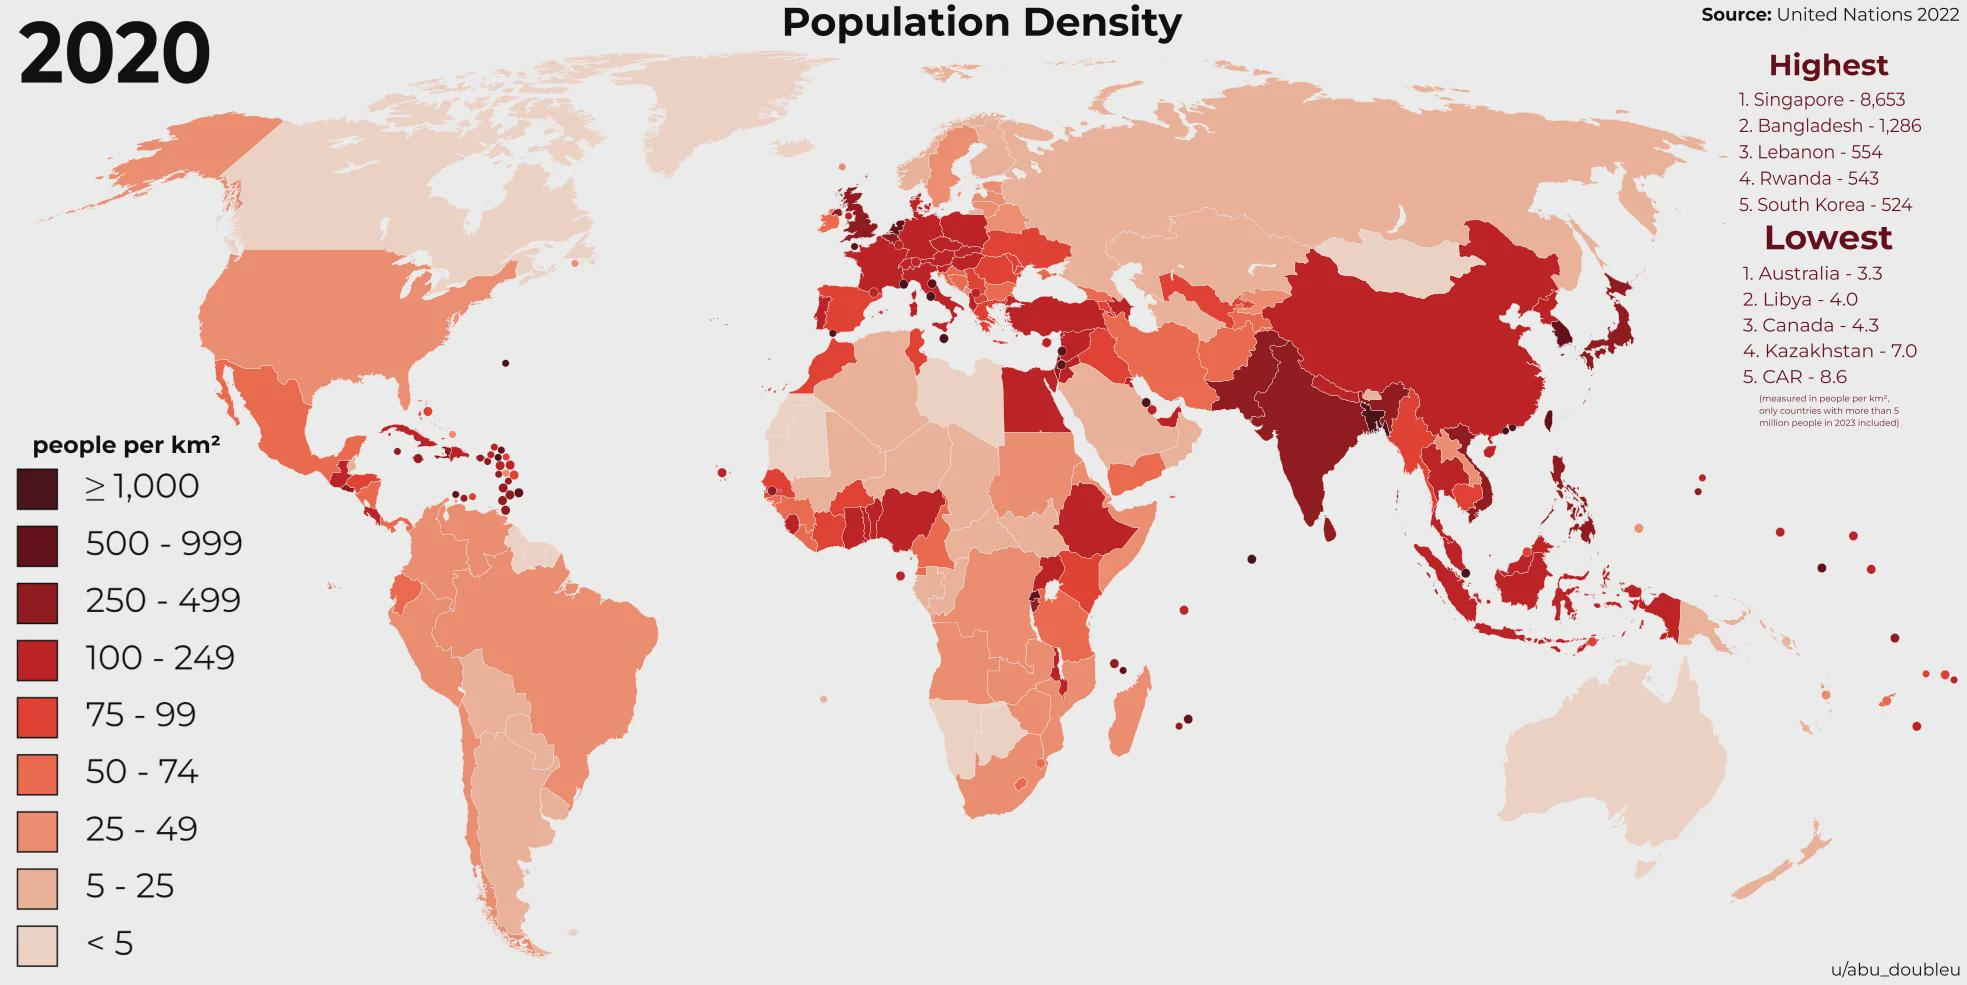 2020
Population Density
Source: United Nations 2022
Highest
1. Singapore - 8,653
2. Bangladesh - 1,286
3. Lebanon - 554
4. Rwanda - 543
5. South Korea - 524
Lowest
1. Australia - 3.3
2. Libya - 4.0
3. Canada - 4.3
4. Kazakhstan - 7.0
5. CAR - 8.6
(measured in people per km²,
only countries with more than 5
million people in 2023 included)
people per km²
≥ 1,000
500 - 999
250 - 499
100 - 249
75 - 99
50 - 74
25 - 49
5 - 25
< 5
u/abu_doubleu